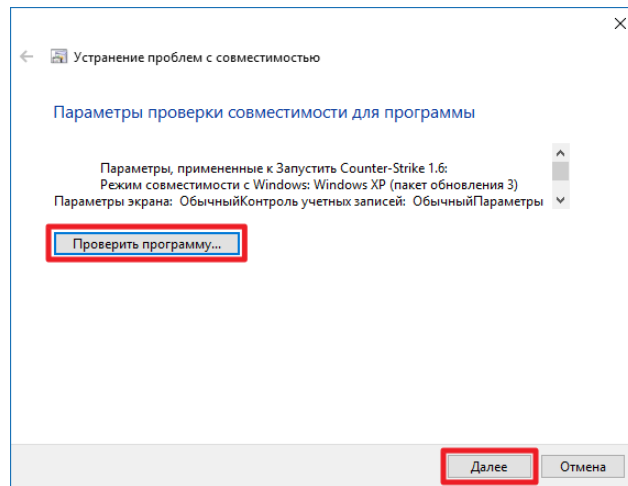 Устранение проблем с совместимостью
Параметры проверки совместимости для программы
Параметры, примененные к Запустить Counter-Strike 1.6:
Режим совместимости с Windows: Windows XP (пакет обновления 3)
Параметры экрана: ОбычныйКонтроль учетных записей: ОбычныйПараметры
Проверить программу...
Далее
Отмена